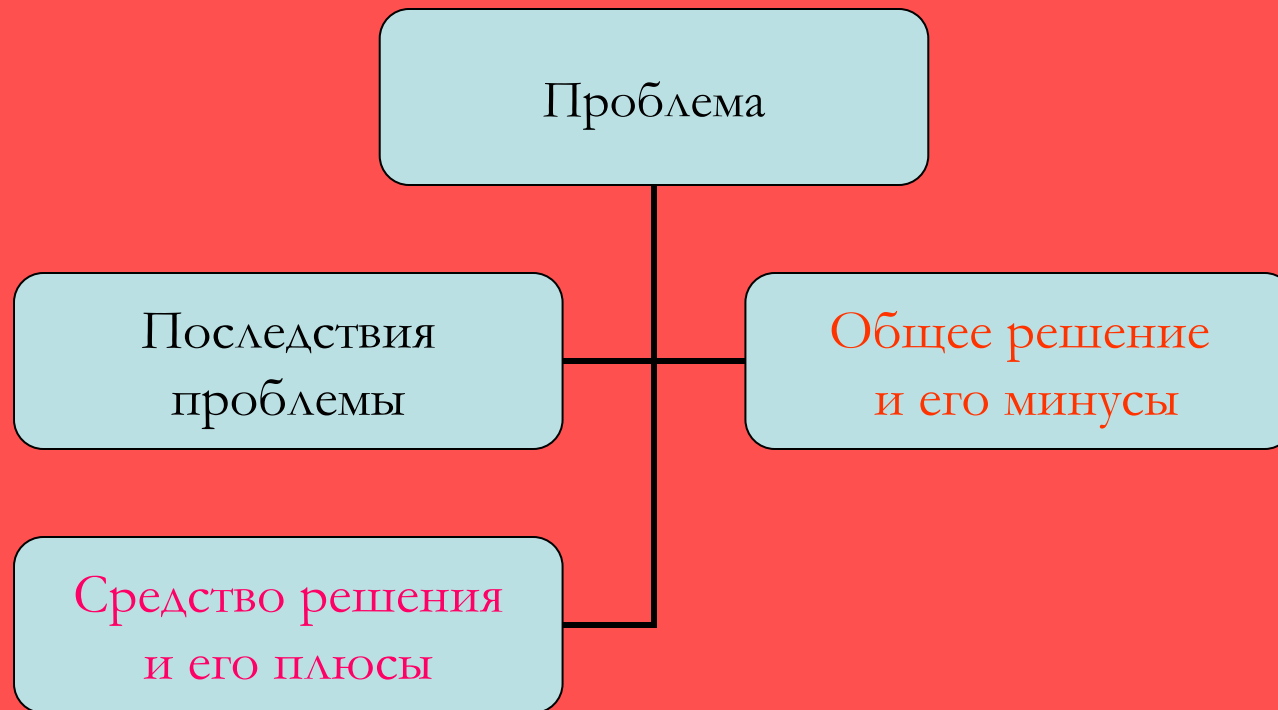 Проблема
Последствия
проблемы
Общее решение
и его минусы
Средство решения
и его плюсы